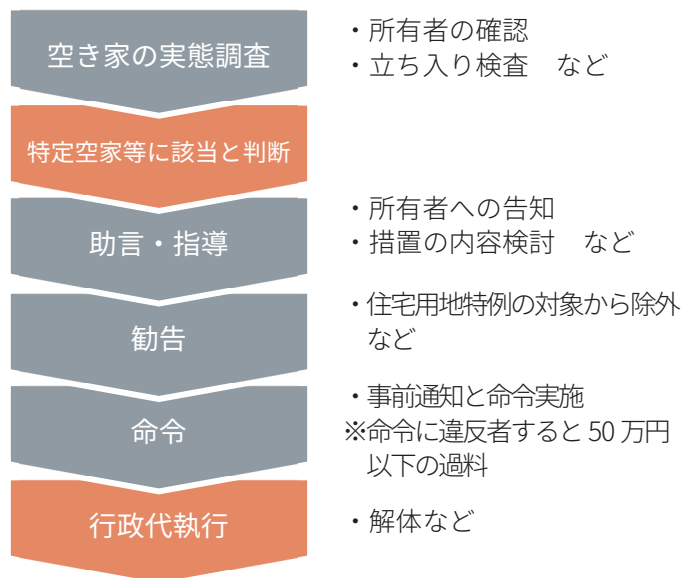 空き家の実態調査
・所有者の確認
・立ち入り検査　など
特定空家等に該当と判断
助言・指導
・所有者への告知
・措置の内容検討　など
勧告
・住宅用地特例の対象から除外
など
命令
・事前通知と命令実施
※命令に違反者すると 50 万円
以下の過料
行政代執行
・解体など